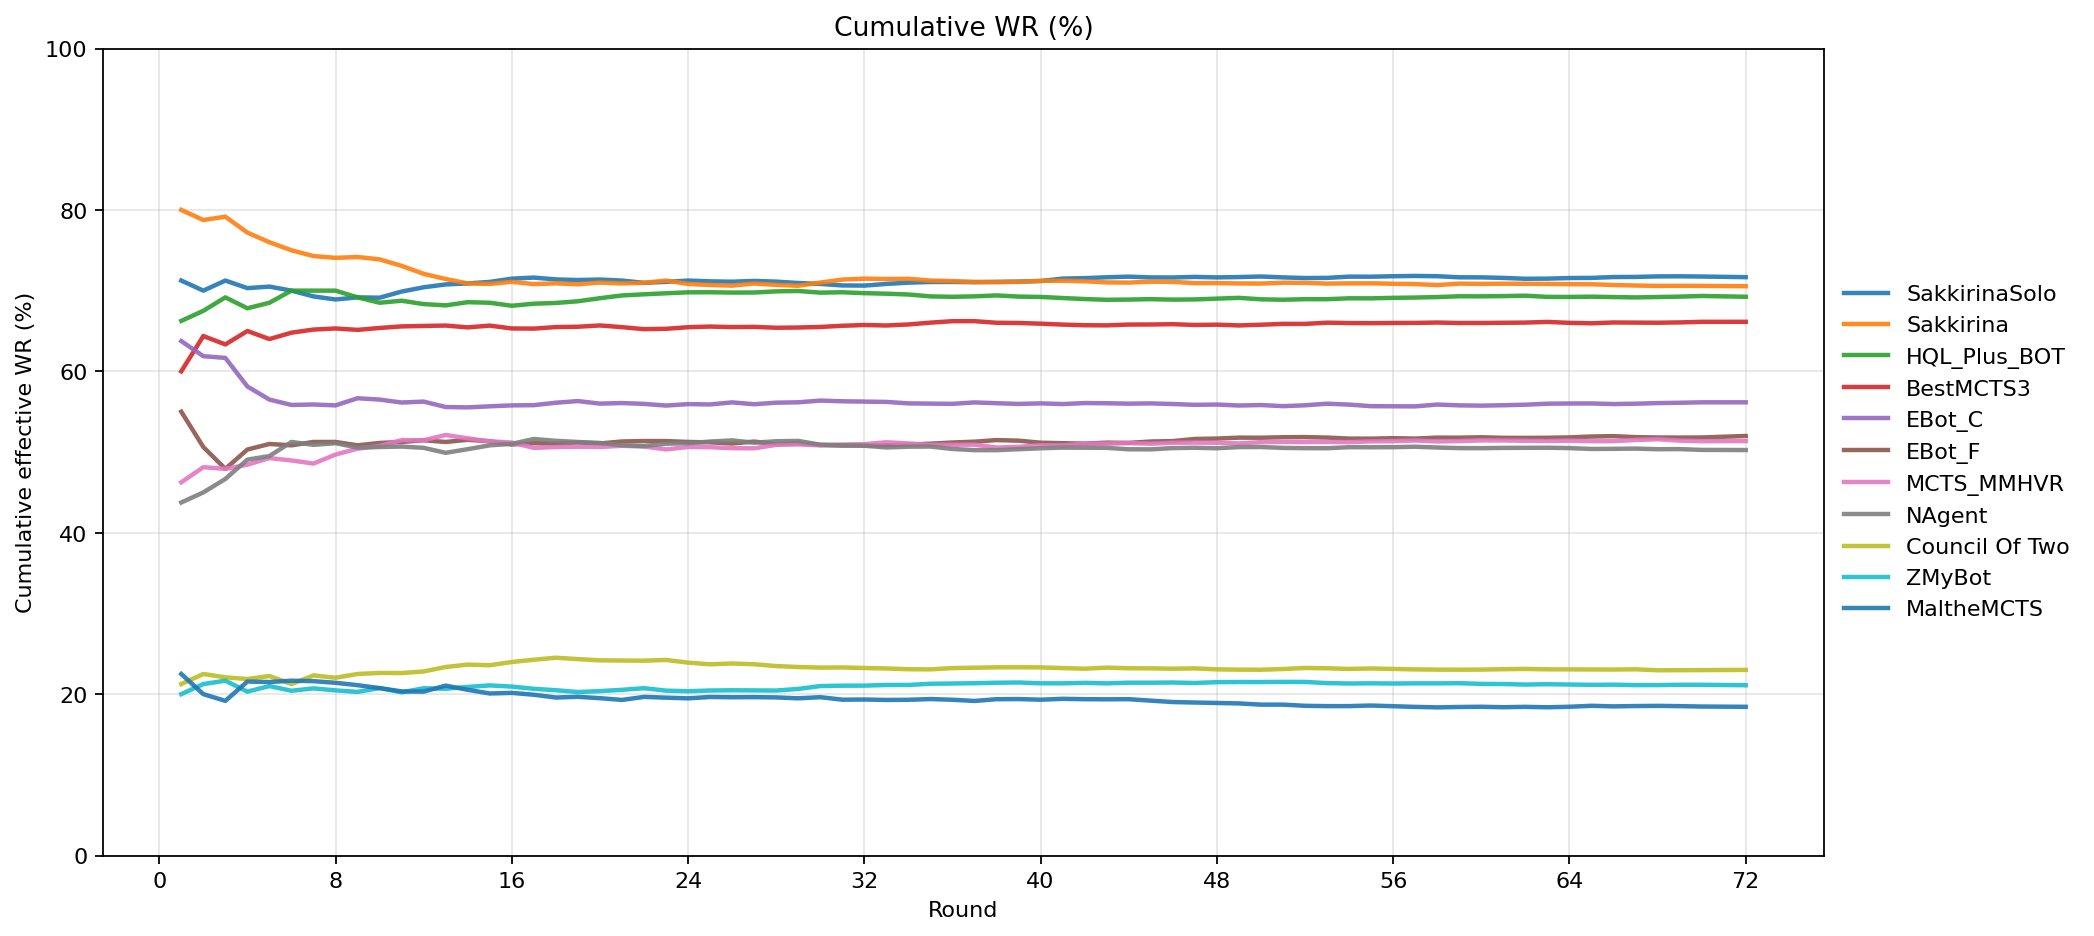 Cumulative WR (%)
100
80
60
40
20
0
Cumulative effective WR (%)
0 8 16 24 32 40 48 56 64 72
Round
SakkirinaSolo
Sakkirina
HQL_Plus_BOT
BestMCTS3
EBot_C
EBot_F
MCTS_MMHVR
NAgent
Council Of Two
ZMyBot
MaltheMCTS